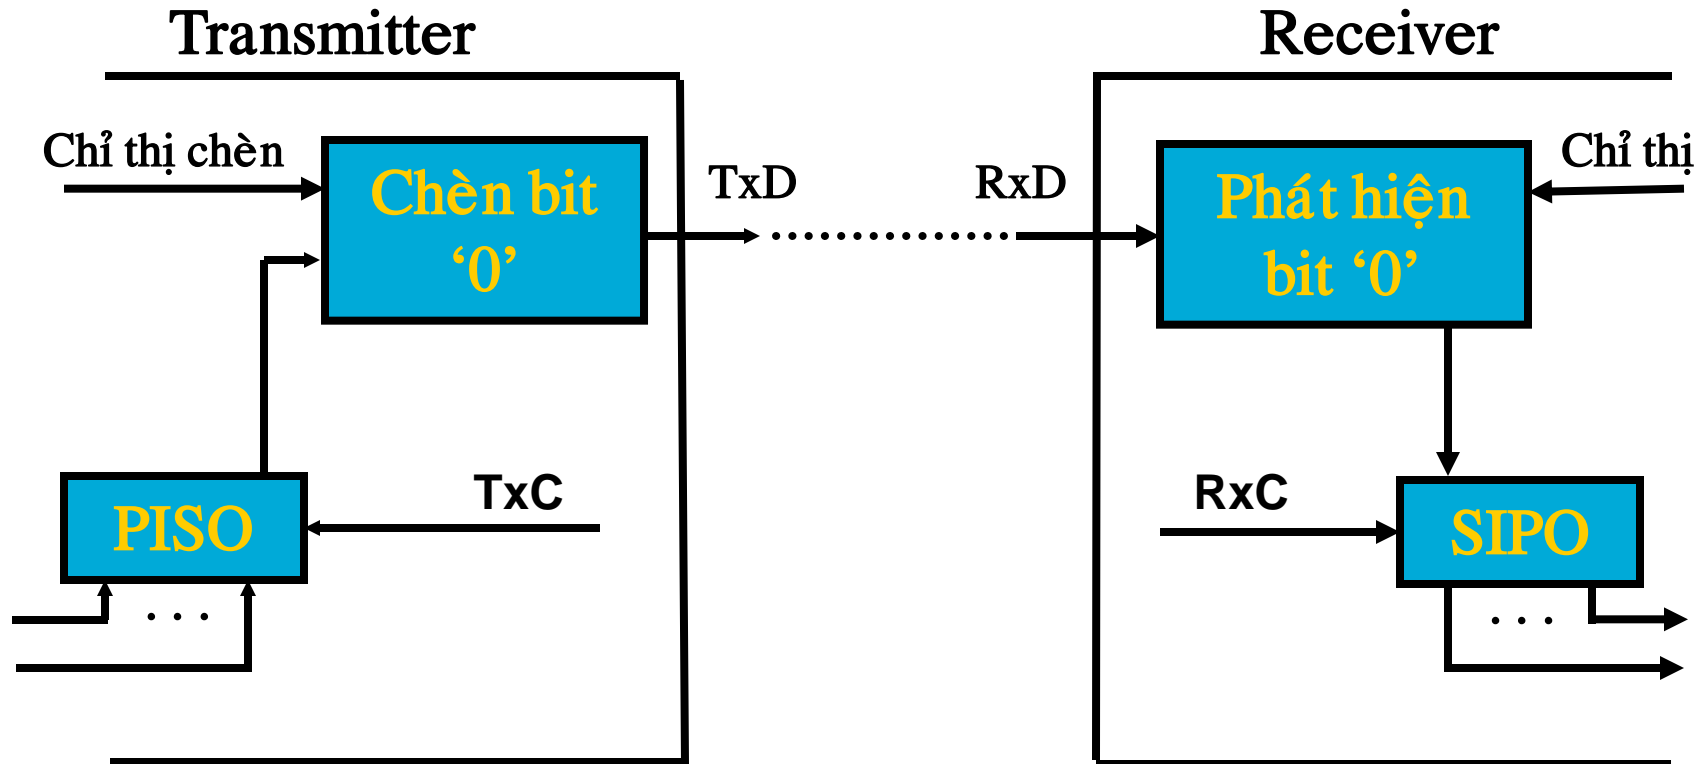 Transmitter
Receiver
Chỉ thị chèn
Chèn bit
‘0’
TxD
RxD
Phát hiện
bit ‘0’
Chỉ thị
PISO
TxC
RxC
SIPO
. . .
. . .